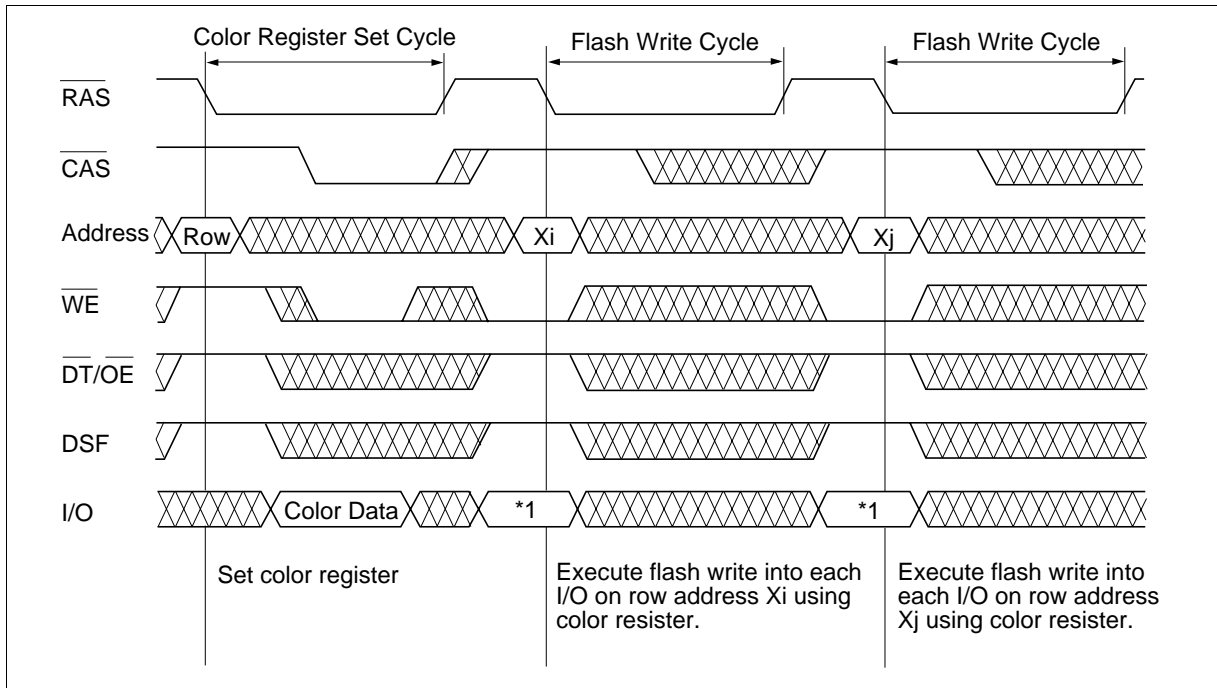 Color Register Set Cycle
Flash Write Cycle
Flash Write Cycle
RAS
CAS
Address
Row
Xi
Xj
WE
DT/OE
DSF
I/O
Color Data
*1
*1
Set color register
Execute flash write into each
I/O on row address Xi using
color resister.
Execute flash write into
each I/O on row address
Xj using color resister.